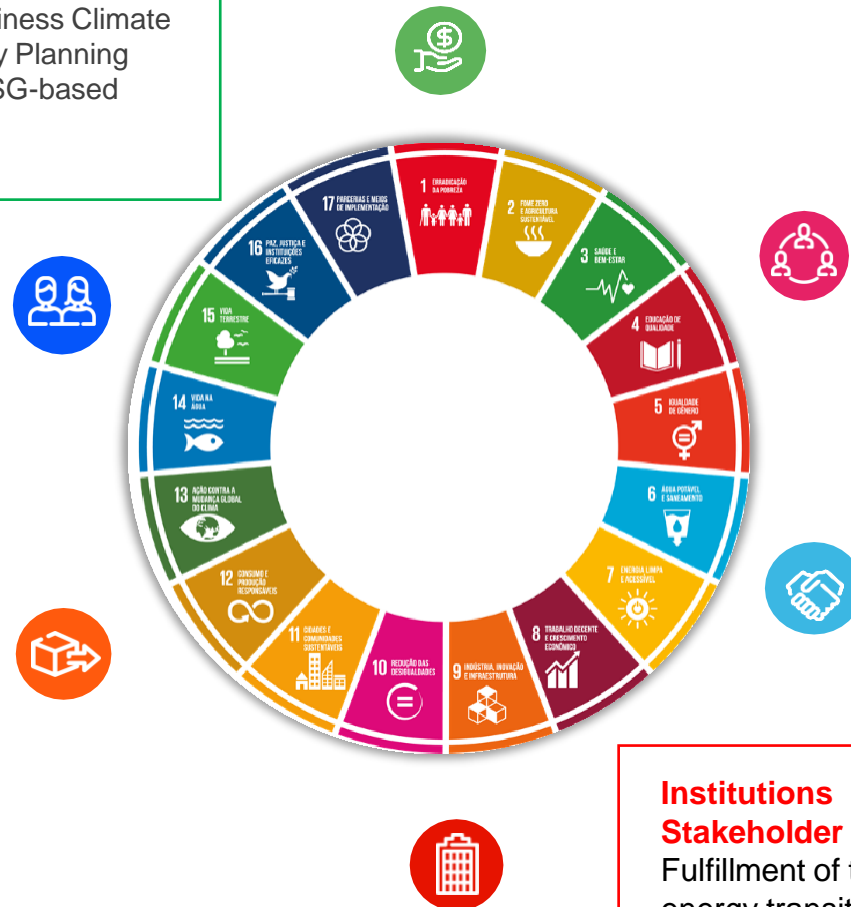 iness Climate
y Planning
SG-based
1 ERRADICAÇÃO
DA POBREZA
2 FOME ZERO
E AGRICULTURA
SUSTENTÁVEL
3 SAÚDE E
BEM-ESTAR
4 EDUCAÇÃO DE
QUALIDADE
5 IGUALDADE
DE GÊNERO
6 ÁGUA POTÁVEL
E SANEAMENTO
7 ENERGIA LIMPA
E ACESSÍVEL
8 TRABALHO DECENTE
E CRESCIMENTO
ECONÔMICO
9 INDÚSTRIA, INOVAÇÃO
E INFRAESTRUTURA
10 REDUÇÃO DAS
DESIGUALDADES
11 CIDADES E
COMUNIDADES
SUSTENTÁVEIS
12 CONSUMO E
PRODUÇÃO
RESPONSÁVEIS
13 AÇÃO CONTRA A
MUDANÇA GLOBAL
DO CLIMA
14 VIDA NA
ÁGUA
15 VIDA
TERRESTRE
16 PAZ, JUSTIÇA E
INSTITUIÇÕES
EFICAZES
17 PARCERIAS E MEIOS
DE IMPLEMENTAÇÃO
Institutions
Stakeholder
Fulfillment of t
energy transit